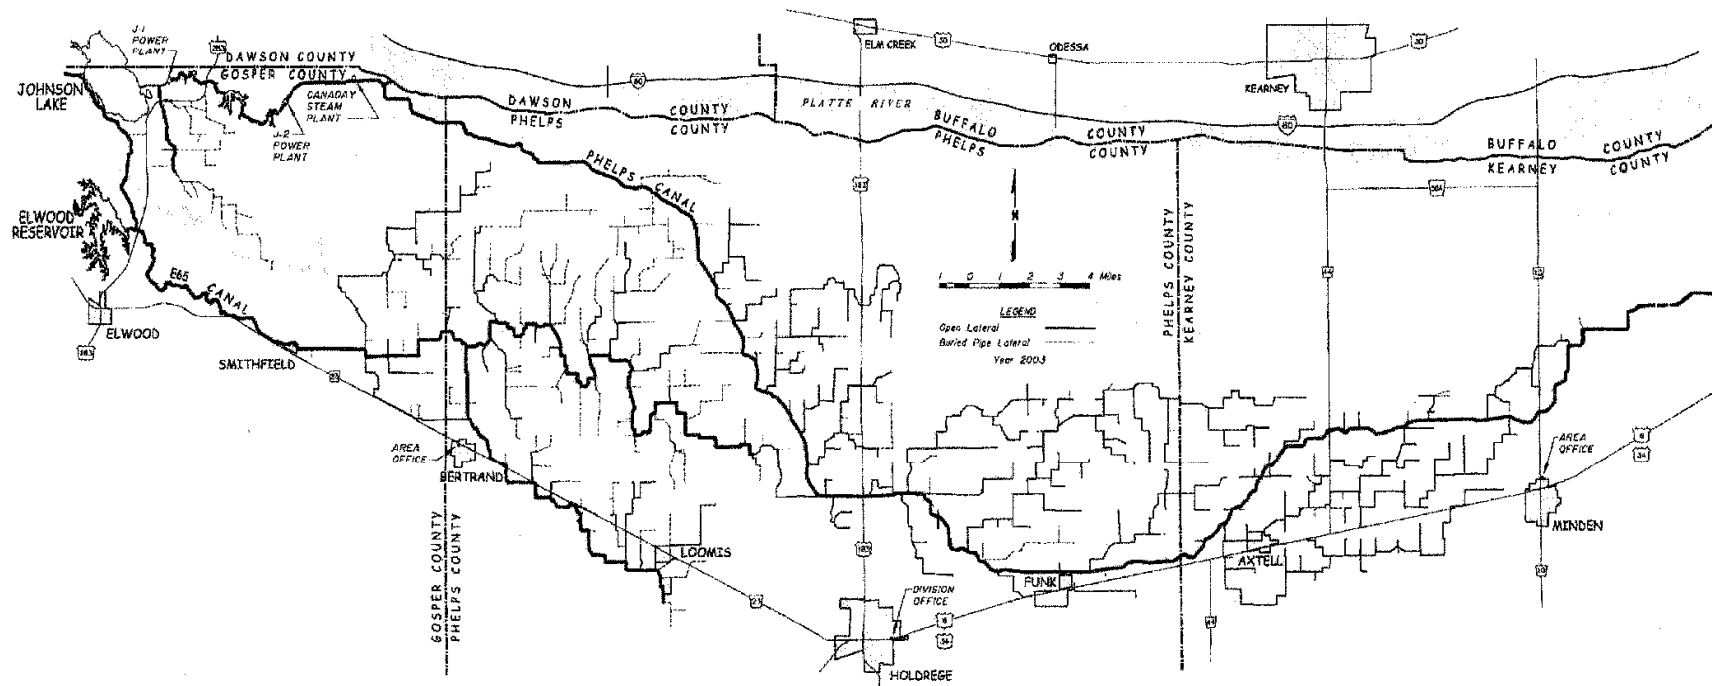 J-1
POWER
PLANT
283
DAWSON COUNTY
GOSPER COUNTY
JOHNSON
LAKE
CANADAY
STEAM
PLANT
J-2
POWER
PLANT
80
ELM CREEK
30
ODESSA
KEARNEY
30
DAWSON COUNTY
PHELPS COUNTY
PLATTE RIVER
BUFFALO COUNTY
PHELPS COUNTY
80
BUFFALO COUNTY
KEARNEY COUNTY
PHELPS CANAL
183
N
50A
ELWOOD
RESERVOIR
E65 CANAL
PHELPS COUNTY
KEARNEY COUNTY
1 0 1 2 3 4 Miles
LEGEND
Open Lateral
Buried Pipe Lateral
Year 2003
44
10
ELWOOD
283
SMITHFIELD
23
AREA
OFFICE
BERTRAND
AREA
OFFICE
6
34
MINDEN
GOSPER COUNTY
PHELPS COUNTY
LOOMIS
183
AXTELL
FUNK
10
23
DIVISION
OFFICE
6
34
44
HOLDREGE